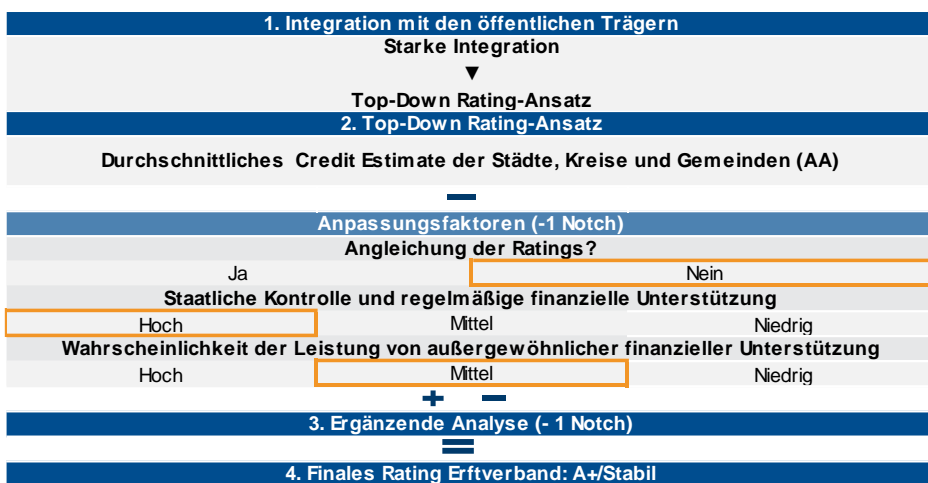 1. Integration mit den öffentlichen Trägern
Starke Integration
▼
Top-Down Rating-Ansatz
2. Top-Down Rating-Ansatz
Durchschnittliches Credit Estimate der Städte, Kreise und Gemeinden (AA)
−
Anpassungsfaktoren (-1 Notch)
Angleichung der Ratings?
Ja Nein
Staatliche Kontrolle und regelmäßige finanzielle Unterstützung
Hoch Mittel Niedrig
Wahrscheinlichkeit der Leistung von außergewöhnlicher finanzieller Unterstützung
Hoch Mittel Niedrig
+ −
3. Ergänzende Analyse (- 1 Notch)
=
4. Finales Rating Erftverband: A+/Stabil